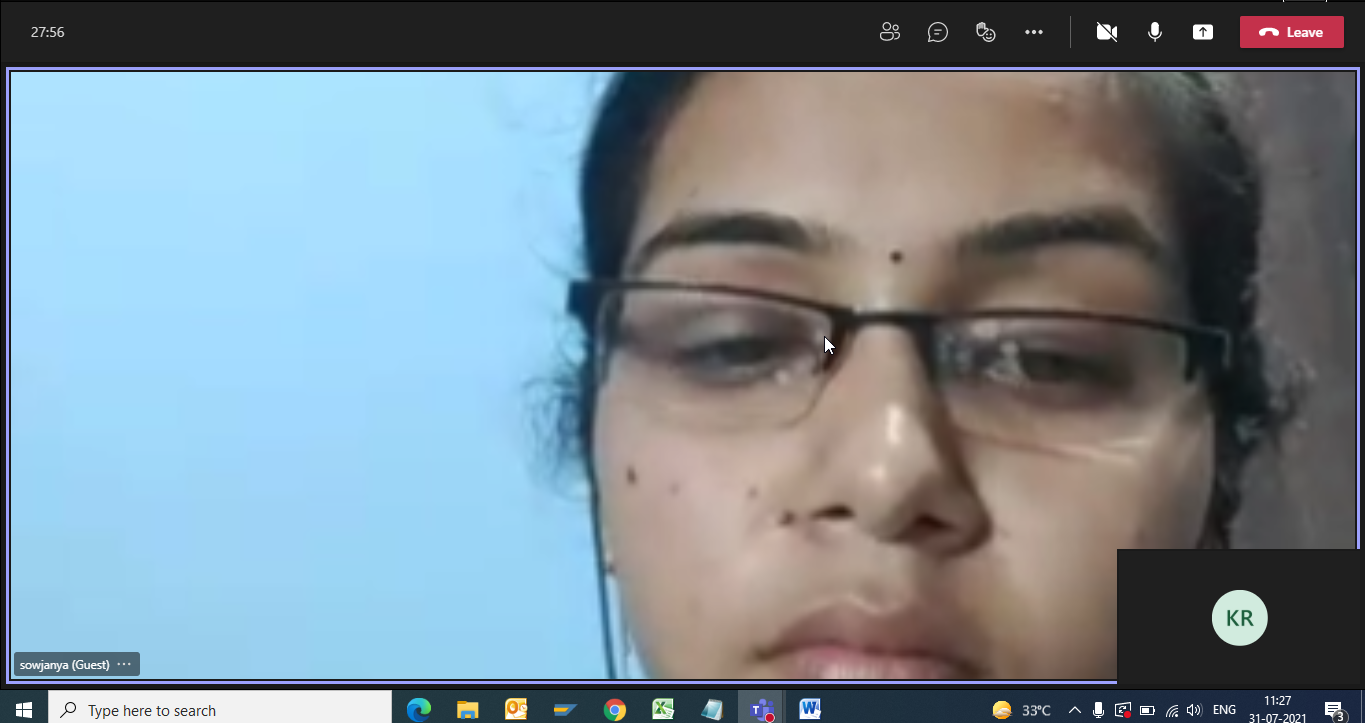 27:56
Leave
sowjanya (Guest) ···
KR
Type here to search
33°C
ENG
11:27
31-07-2021
3